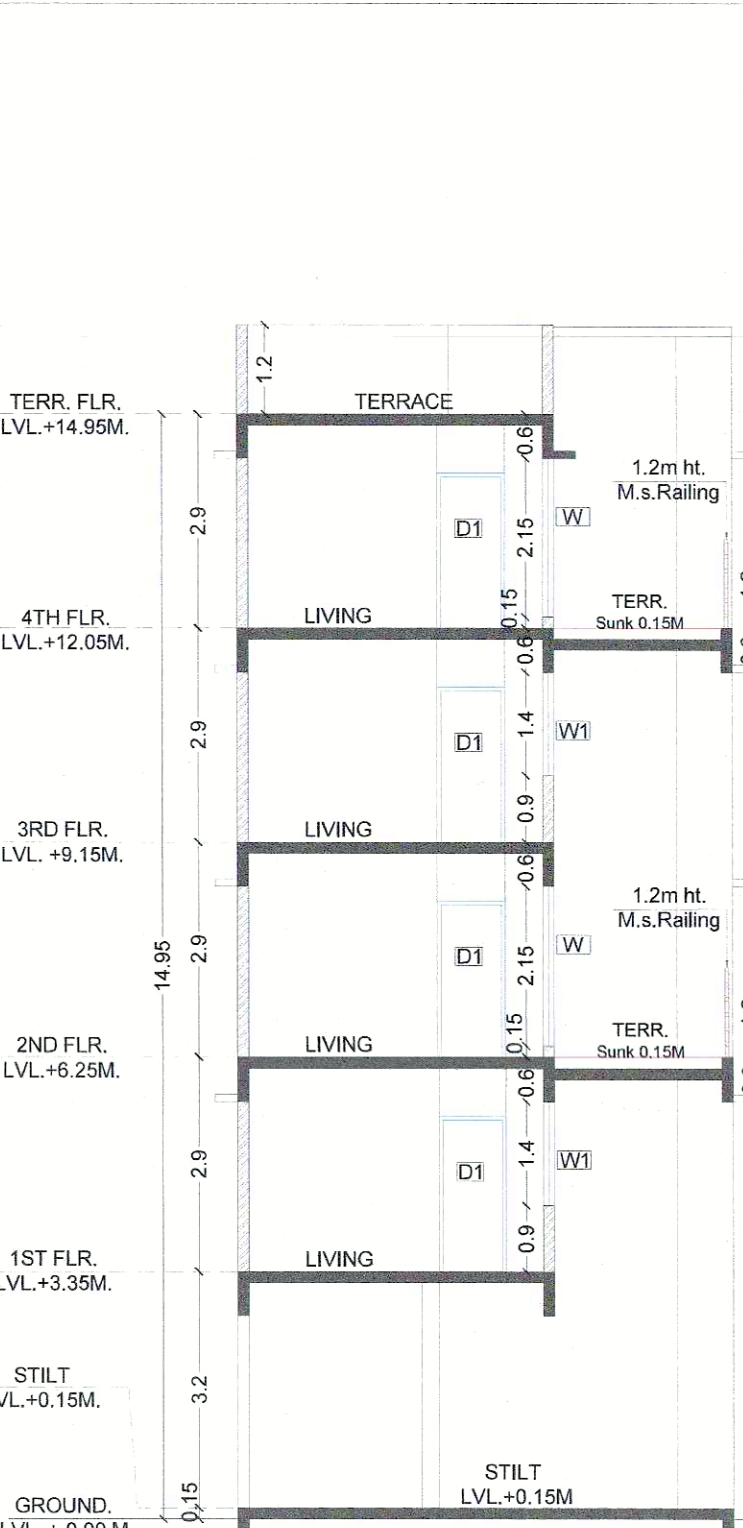 1.2
TERR. FLR.
LVL.+14.95M.
TERRACE
0.6
1.2m ht.
M.s.Railing
2.9
D1
W
2.15
0.15
TERR.
Sunk 0.15M
4TH FLR.
LVL.+12.05M.
LIVING
0.6
2.9
D1
1.4
W1
0.9
3RD FLR.
LVL. +9.15M.
LIVING
0.6
1.2m ht.
M.s.Railing
14.95
2.9
D1
W
2.15
0.15
TERR.
Sunk 0.15M
2ND FLR.
LVL.+6.25M.
LIVING
0.6
2.9
D1
1.4
W1
0.9
1ST FLR.
LVL.+3.35M.
LIVING
STILT
VL.+0.15M.
3.2
STILT
LVL.+0.15M
0.15
GROUND.